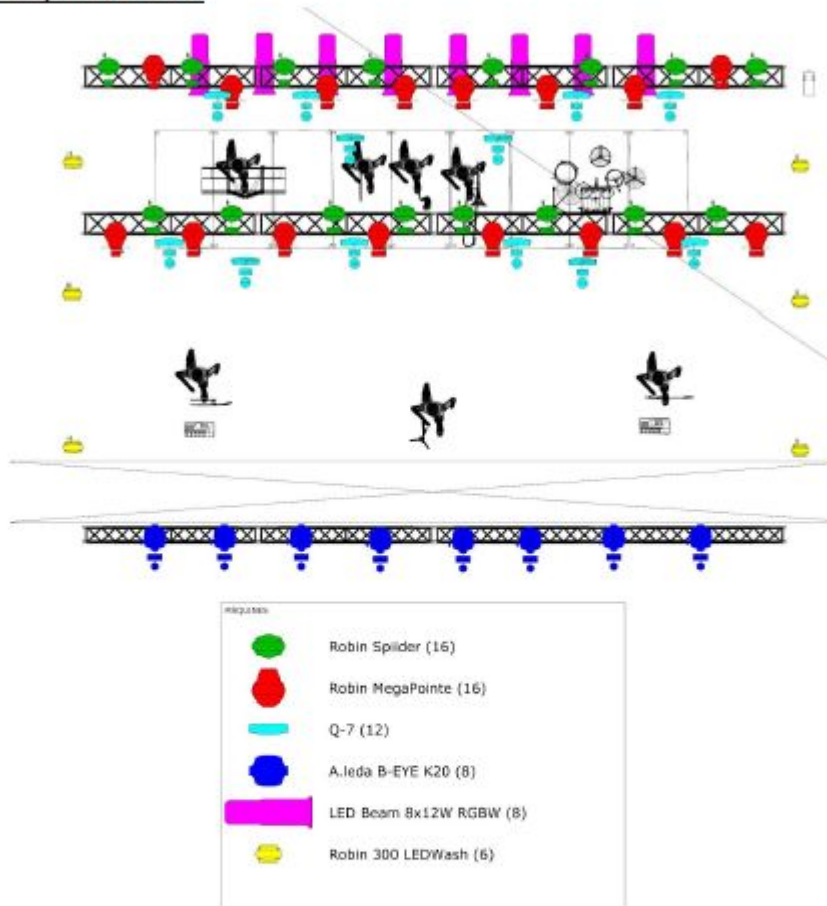 Robin Spiider (16)
Robin MegaPointe (16)
Q-7 (12)
A.leda B-EYE K20 (8)
LED Beam 8x12W RGBW (8)
Robin 300 LEDWash (6)